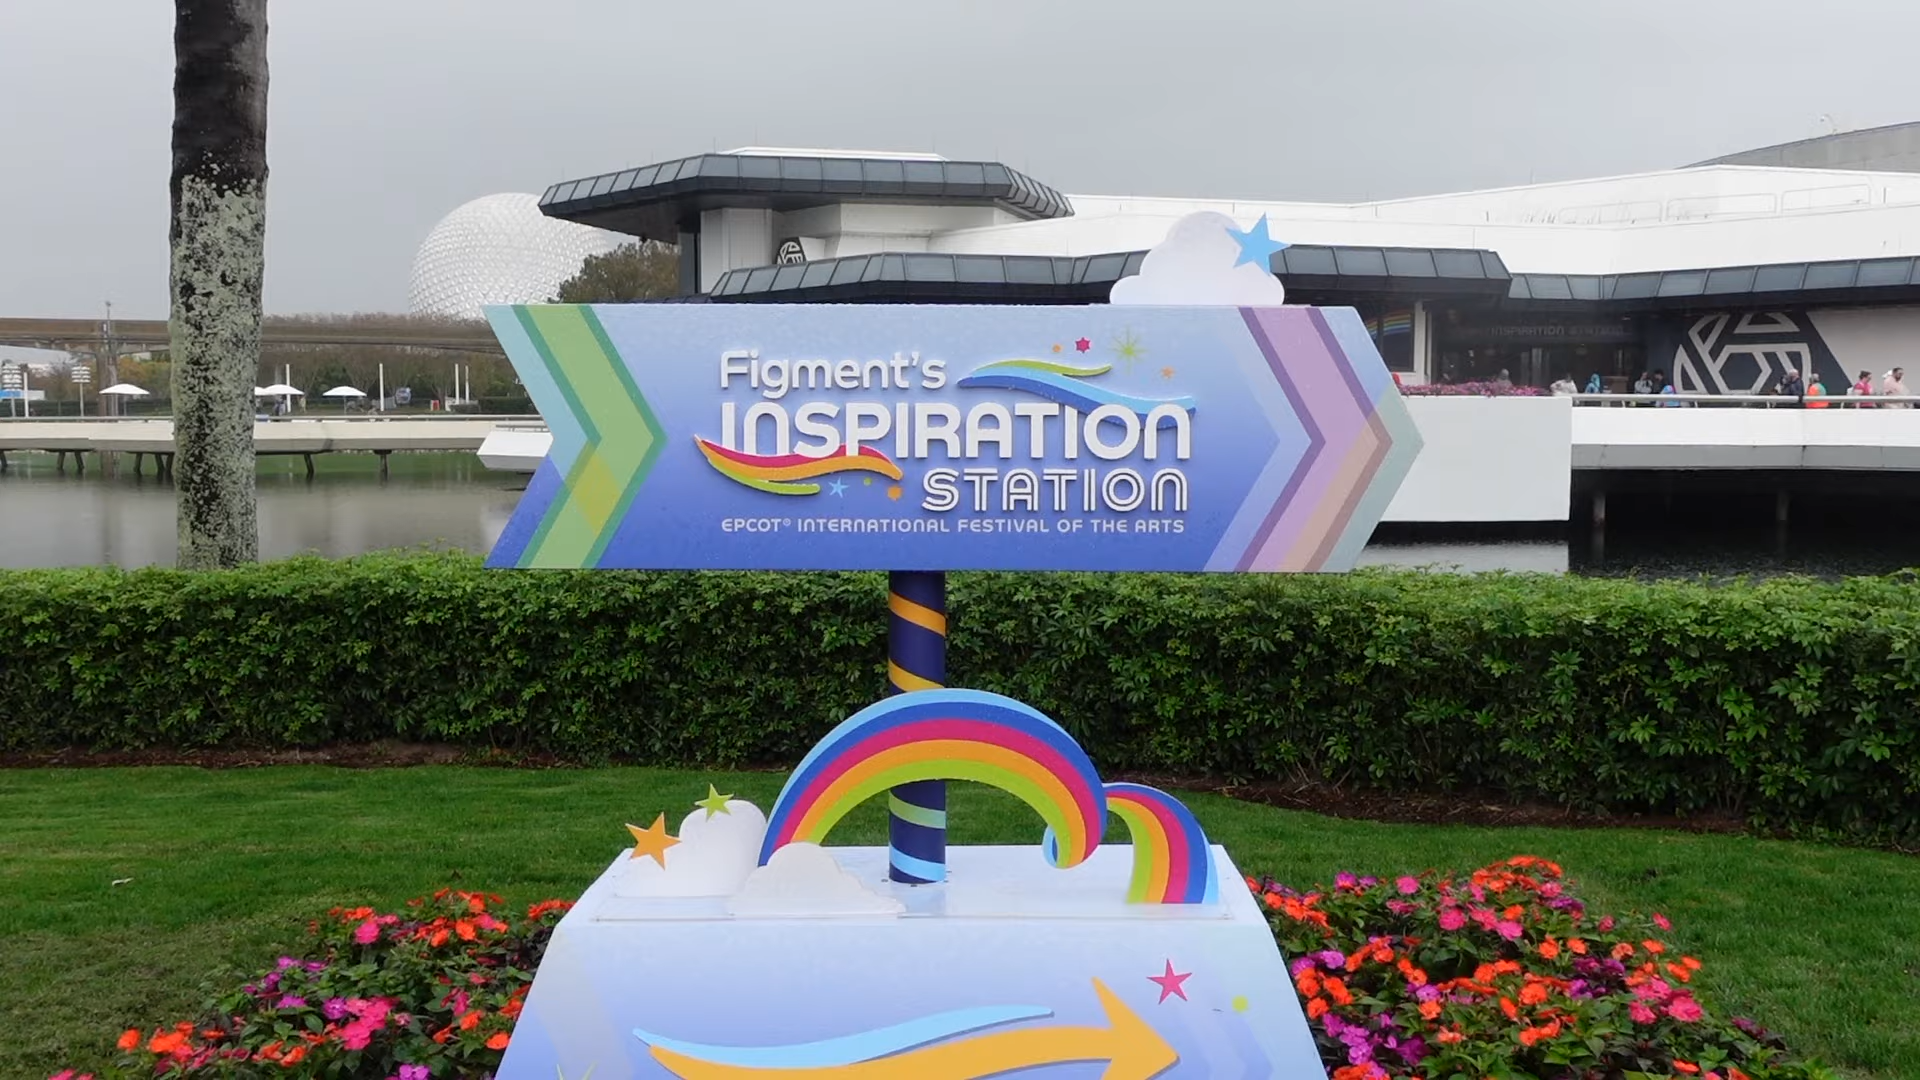 Figment's
INSPIRATION
STATION
EPCOT® INTERNATIONAL FESTIVAL OF THE ARTS
INSPIRATION STATION